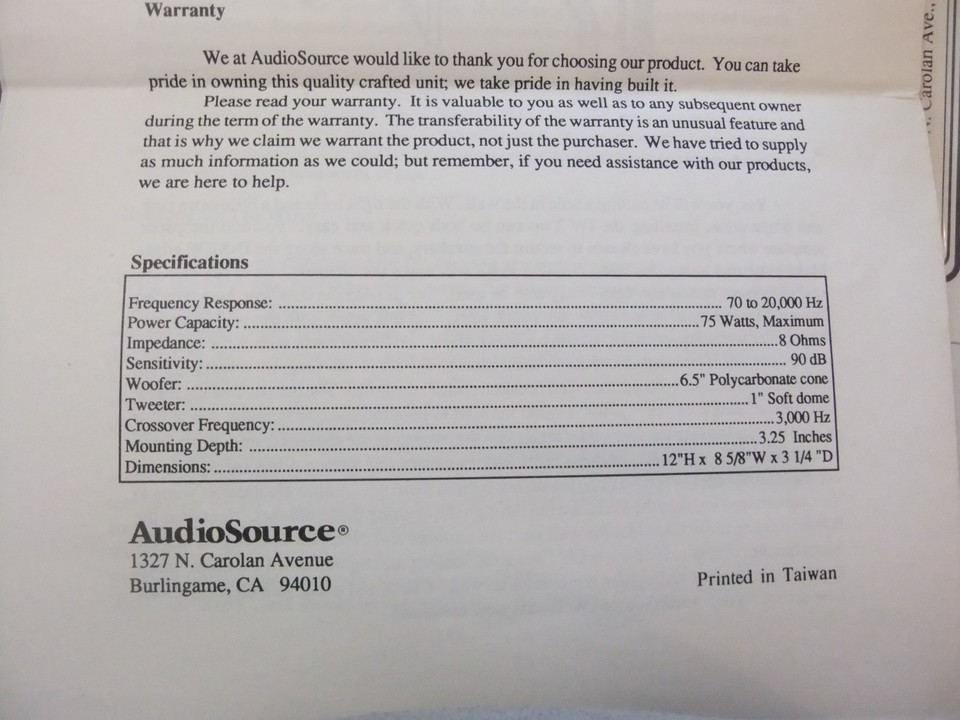 Warranty
We at AudioSource would like to thank you for choosing our product. You can take
pride in owning this quality crafted unit; we take pride in having built it.
Please read your warranty. It is valuable to you as well as to any subsequent owner
during the term of the warranty. The transferability of the warranty is an unusual feature and
that is why we claim we warrant the product, not just the purchaser. We have tried to supply
as much information as we could; but remember, if you need assistance with our products,
we are here to help.
Specifications
Frequency Response: ........ 70 to 20,000 Hz
Power Capacity: ........ 75 Watts, Maximum
Impedance: ........ 8 Ohms
Sensitivity: ........ 90 dB
Woofer: ........ 6.5" Polycarbonate cone
Tweeter: ........ 1" Soft dome
Crossover Frequency: ........ 3,000 Hz
Mounting Depth: ........ 3.25 Inches
Dimensions: ........ 12"H x 8 5/8"W x 3 1/4 "D
AudioSource®
1327 N. Carolan Avenue
Burlingame, CA 94010
Printed in Taiwan
N. Carolan Ave.,